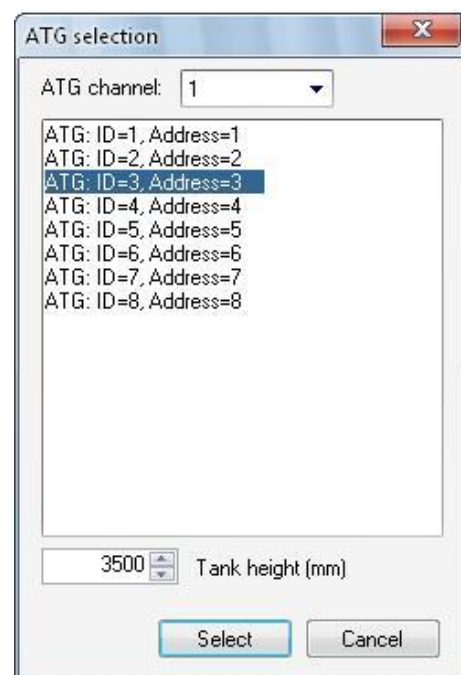 ATG selection
ATG channel: 1
ATG: ID=1, Address=1
ATG: ID=2, Address=2
ATG: ID=3, Address=3
ATG: ID=4, Address=4
ATG: ID=5, Address=5
ATG: ID=6, Address=6
ATG: ID=7, Address=7
ATG: ID=8, Address=8
3500 Tank height (mm)
Select Cancel